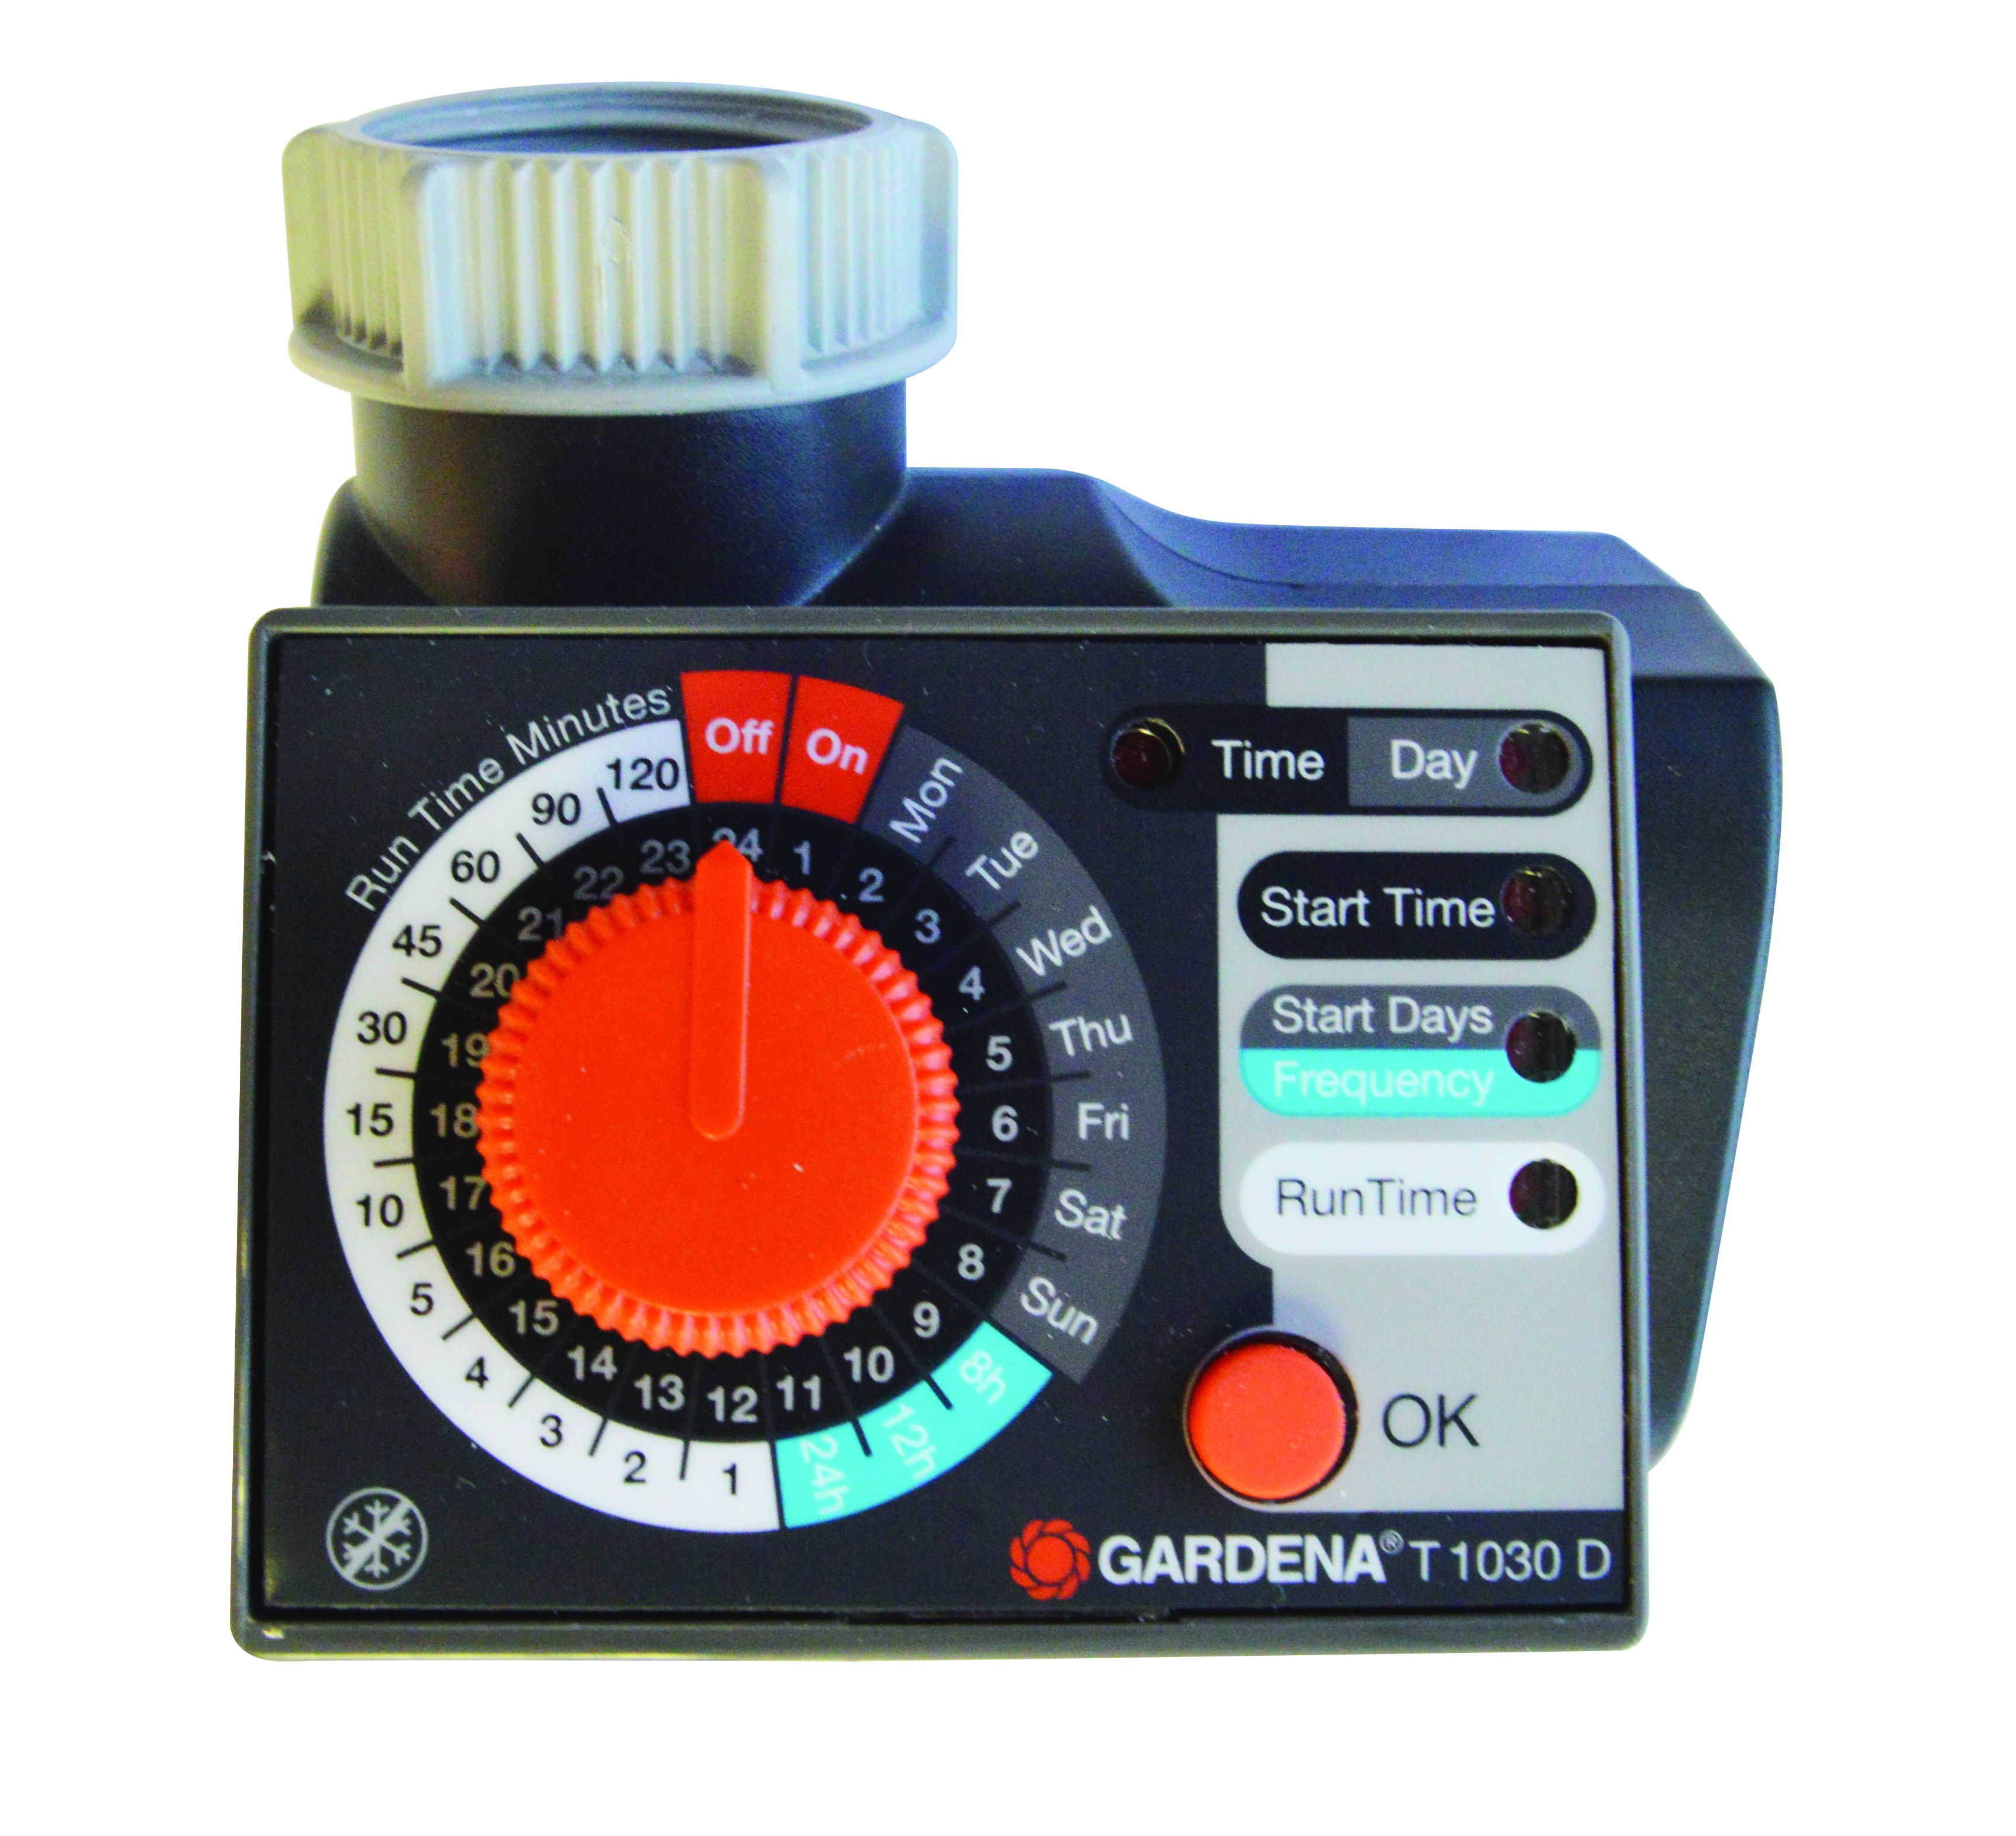 Run Time Minutes
Off
On
Mon
Tue
Wed
Thu
Fri
Sat
Sun
8h
12h
24h
1
2
3
4
5
10
15
30
45
60
90
120
24
1
2
3
4
5
6
7
8
9
10
11
12
13
14
15
16
17
18
19
20
21
22
23
Time Day
Start Time
Start Days
Frequency
RunTime
OK
GARDENA® T 1030 D